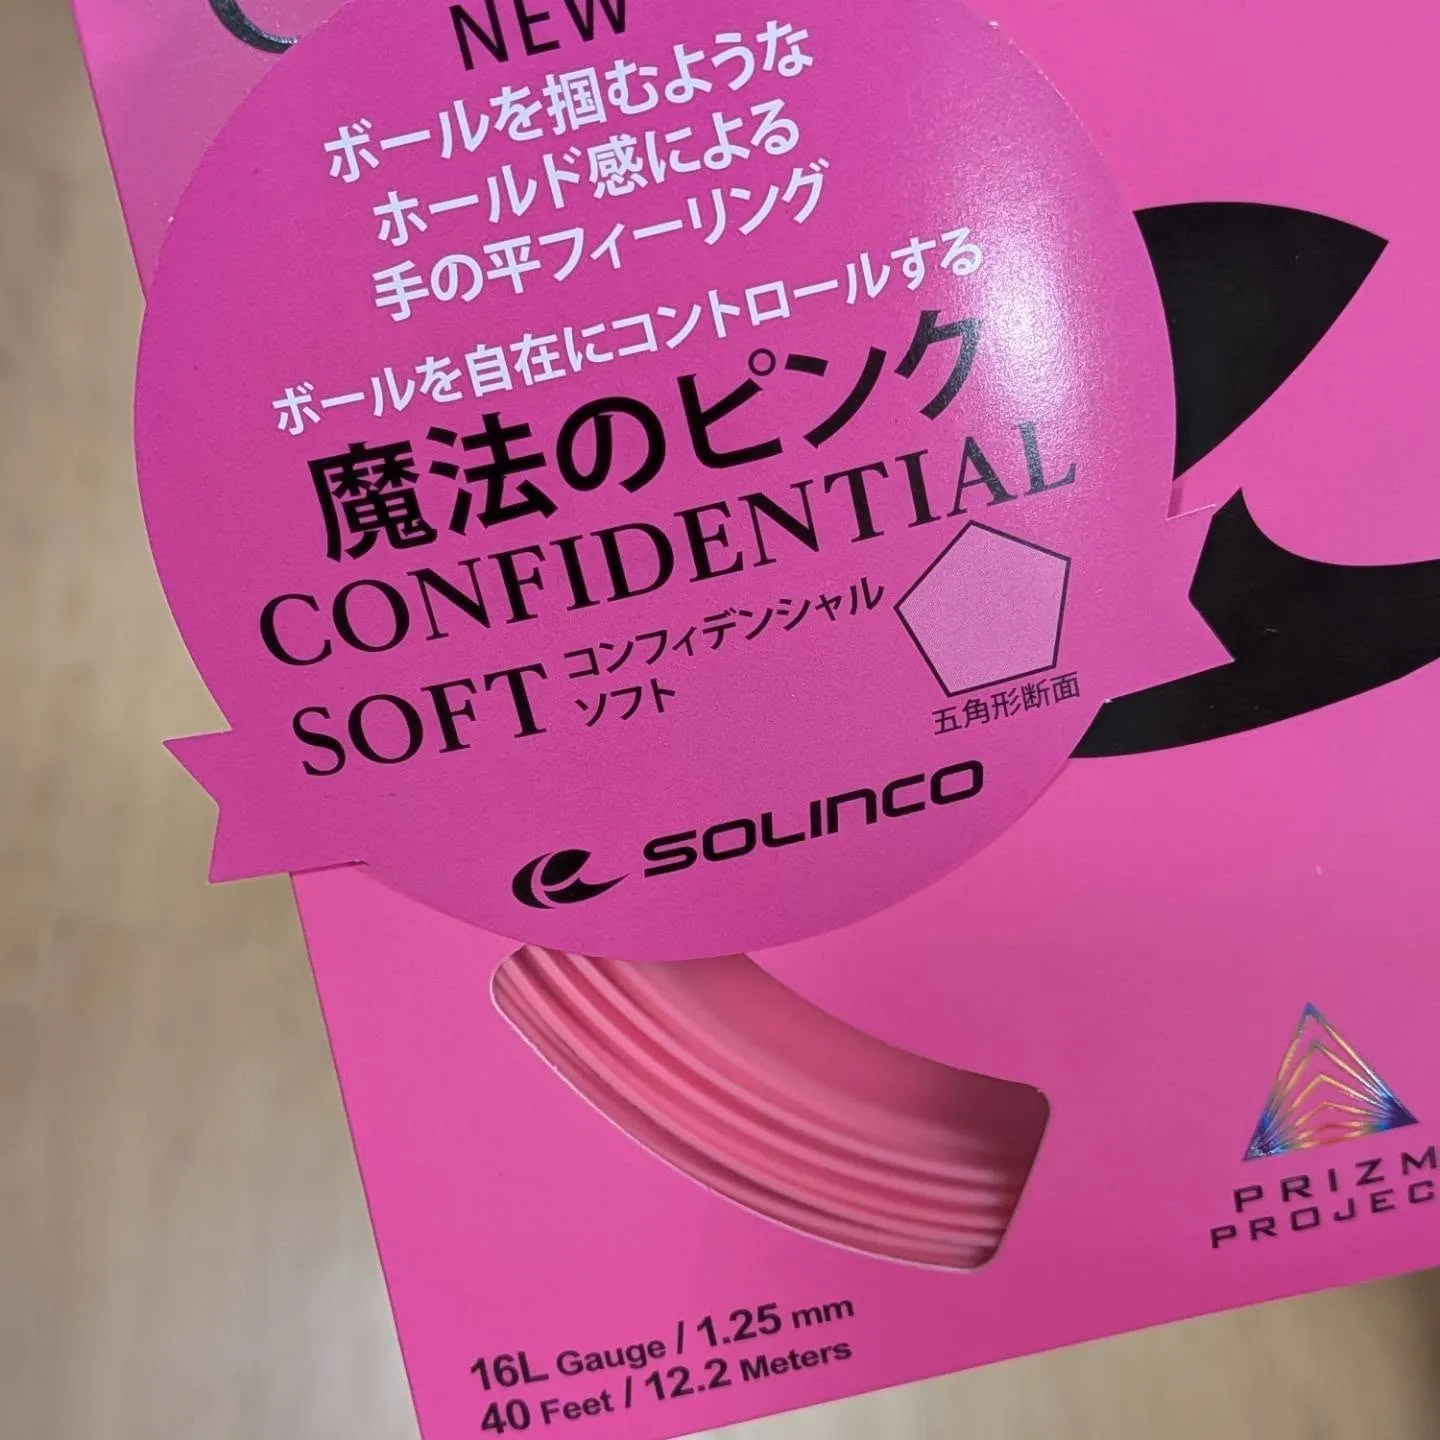 NEW
ボールを掴むような
ホールド感による
手の平フィーリング
ボールを自在にコントロールする
魔法のピンク
CONFIDENTIAL
SOFT コンフィデンシャル
ソフト
五角形断面
SOLINCO
PRIZM
PROJEC
16L Gauge / 1.25 mm
40 Feet / 12.2 Meters